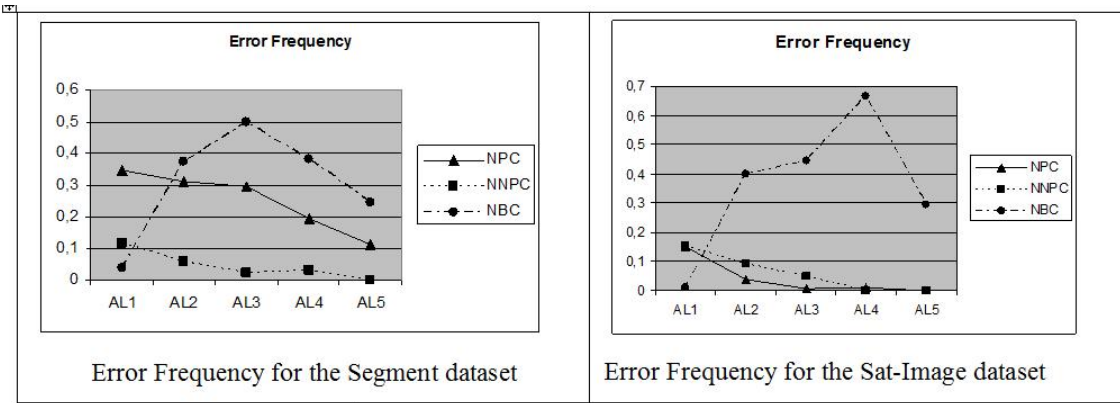 Error Frequency
0,6
0,5
0,4
0,3
0,2
0,1
0
AL1 AL2 AL3 AL4 AL5
NPC
NNPC
NBC
Error Frequency for the Segment dataset
Error Frequency
0,7
0,6
0,5
0,4
0,3
0,2
0,1
0
AL1 AL2 AL3 AL4 AL5
NPC
NNPC
NBC
Error Frequency for the Sat-Image dataset